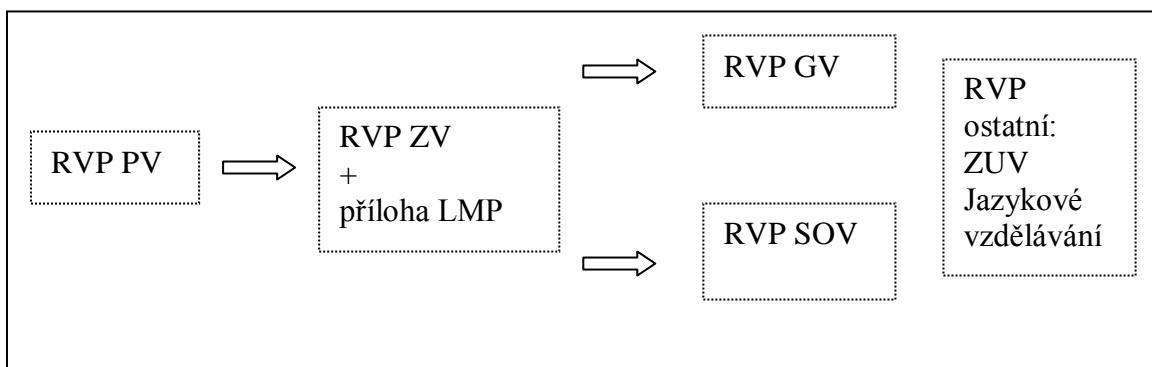 RVP PV
RVP ZV
+
příloha LMP
RVP GV
RVP SOV
RVP
ostatní:
ZUV
Jazykové
vzdělávání